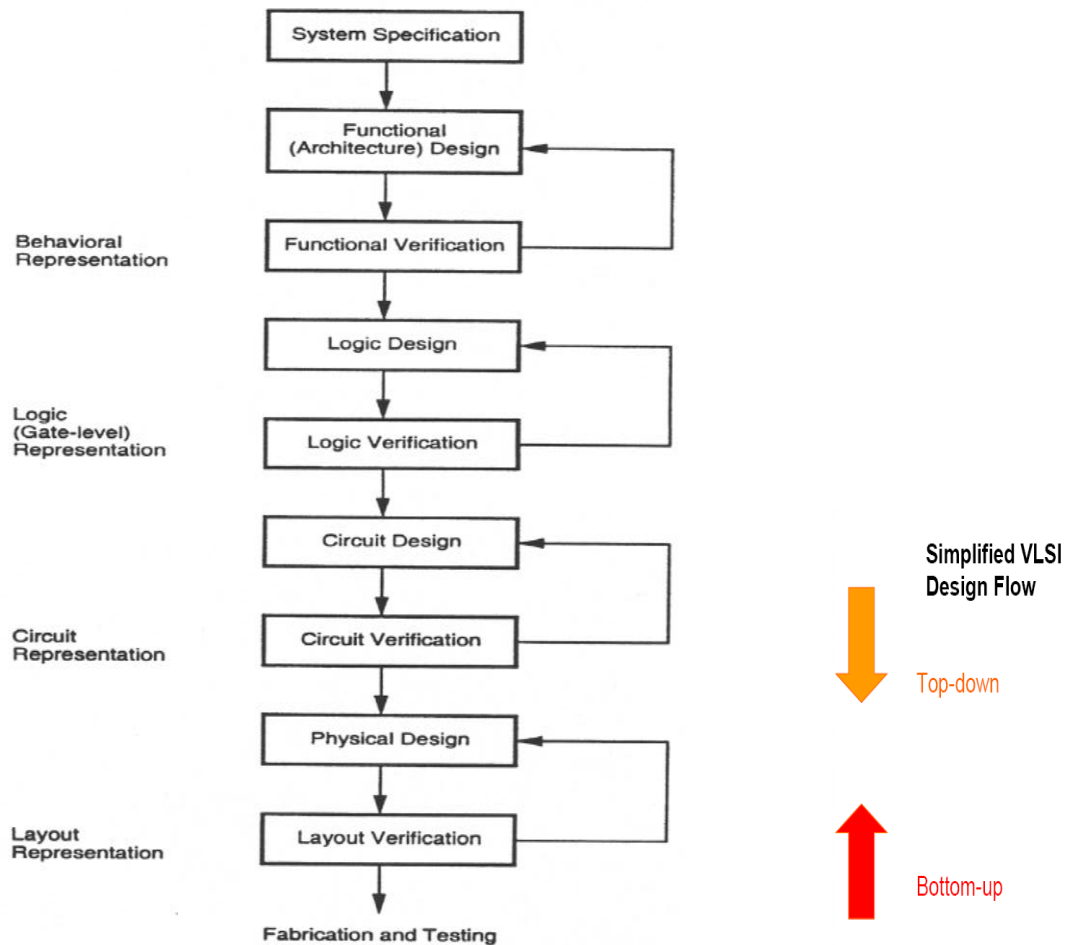 System Specification
Functional
(Architecture) Design
Behavioral
Representation
Functional Verification
Logic Design
Logic
(Gate-level)
Representation
Logic Verification
Circuit Design
Simplified VLSI
Design Flow
Circuit
Representation
Circuit Verification
Top-down
Physical Design
Layout
Representation
Layout Verification
Bottom-up
Fabrication and Testing